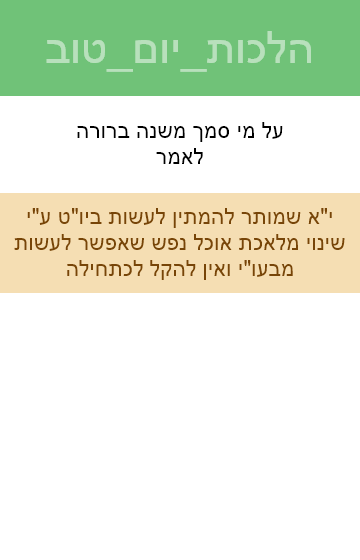 הלכות_יום_טוב
על מי סמך משנה ברורה
לאמר
י"א שמותר להמתין לעשות ביו"ט ע"י
שינוי מלאכת אוכל נפש שאפשר לעשות
מבעו"י ואין להקל לכתחילה